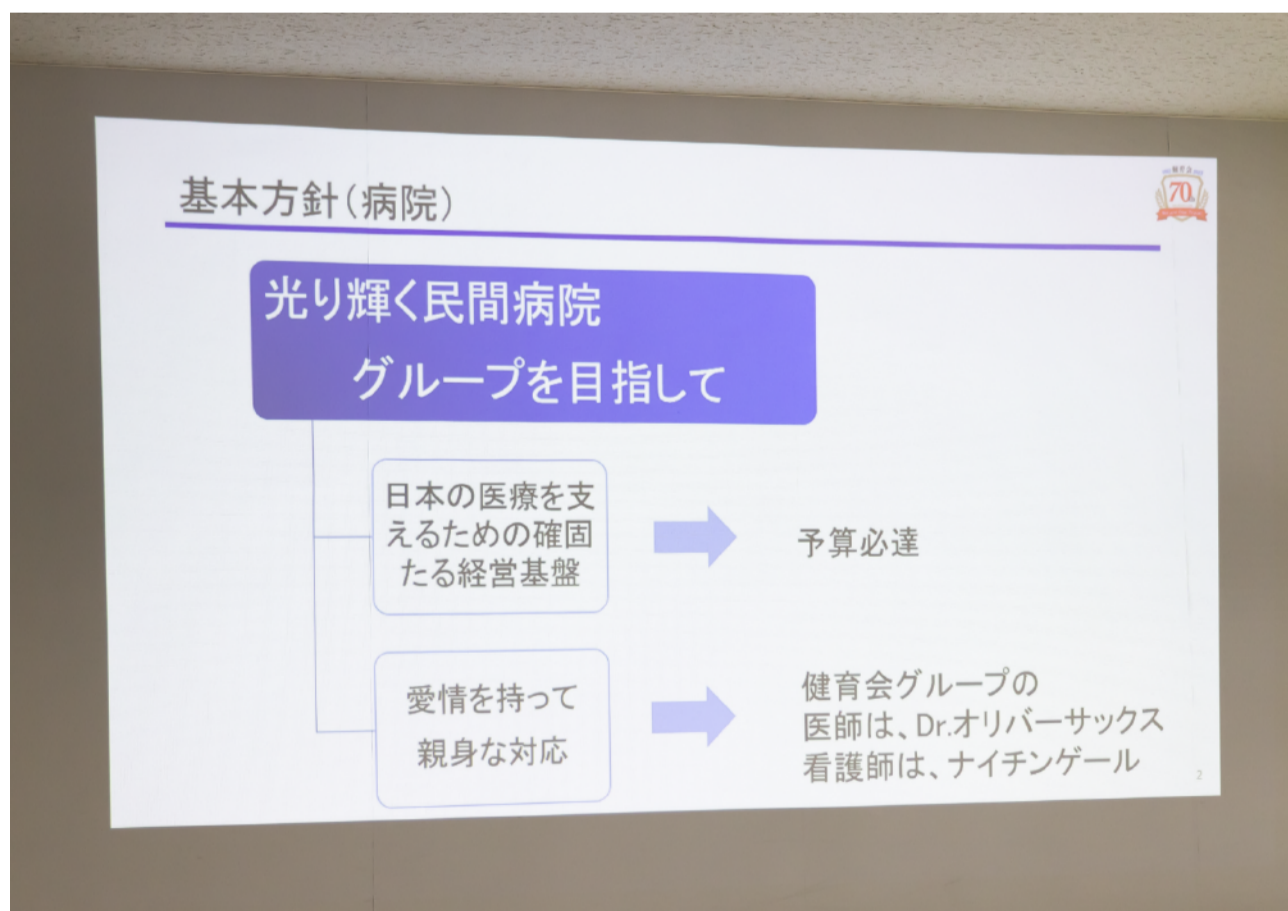 基本方針(病院)
70
光り輝く民間病院
グループを目指して
日本の医療を支
えるための確固
たる経営基盤
予算必達
愛情を持って
親身な対応
健育会グループの
医師は、Dr.オリバーサックス
看護師は、ナイチンゲール
2